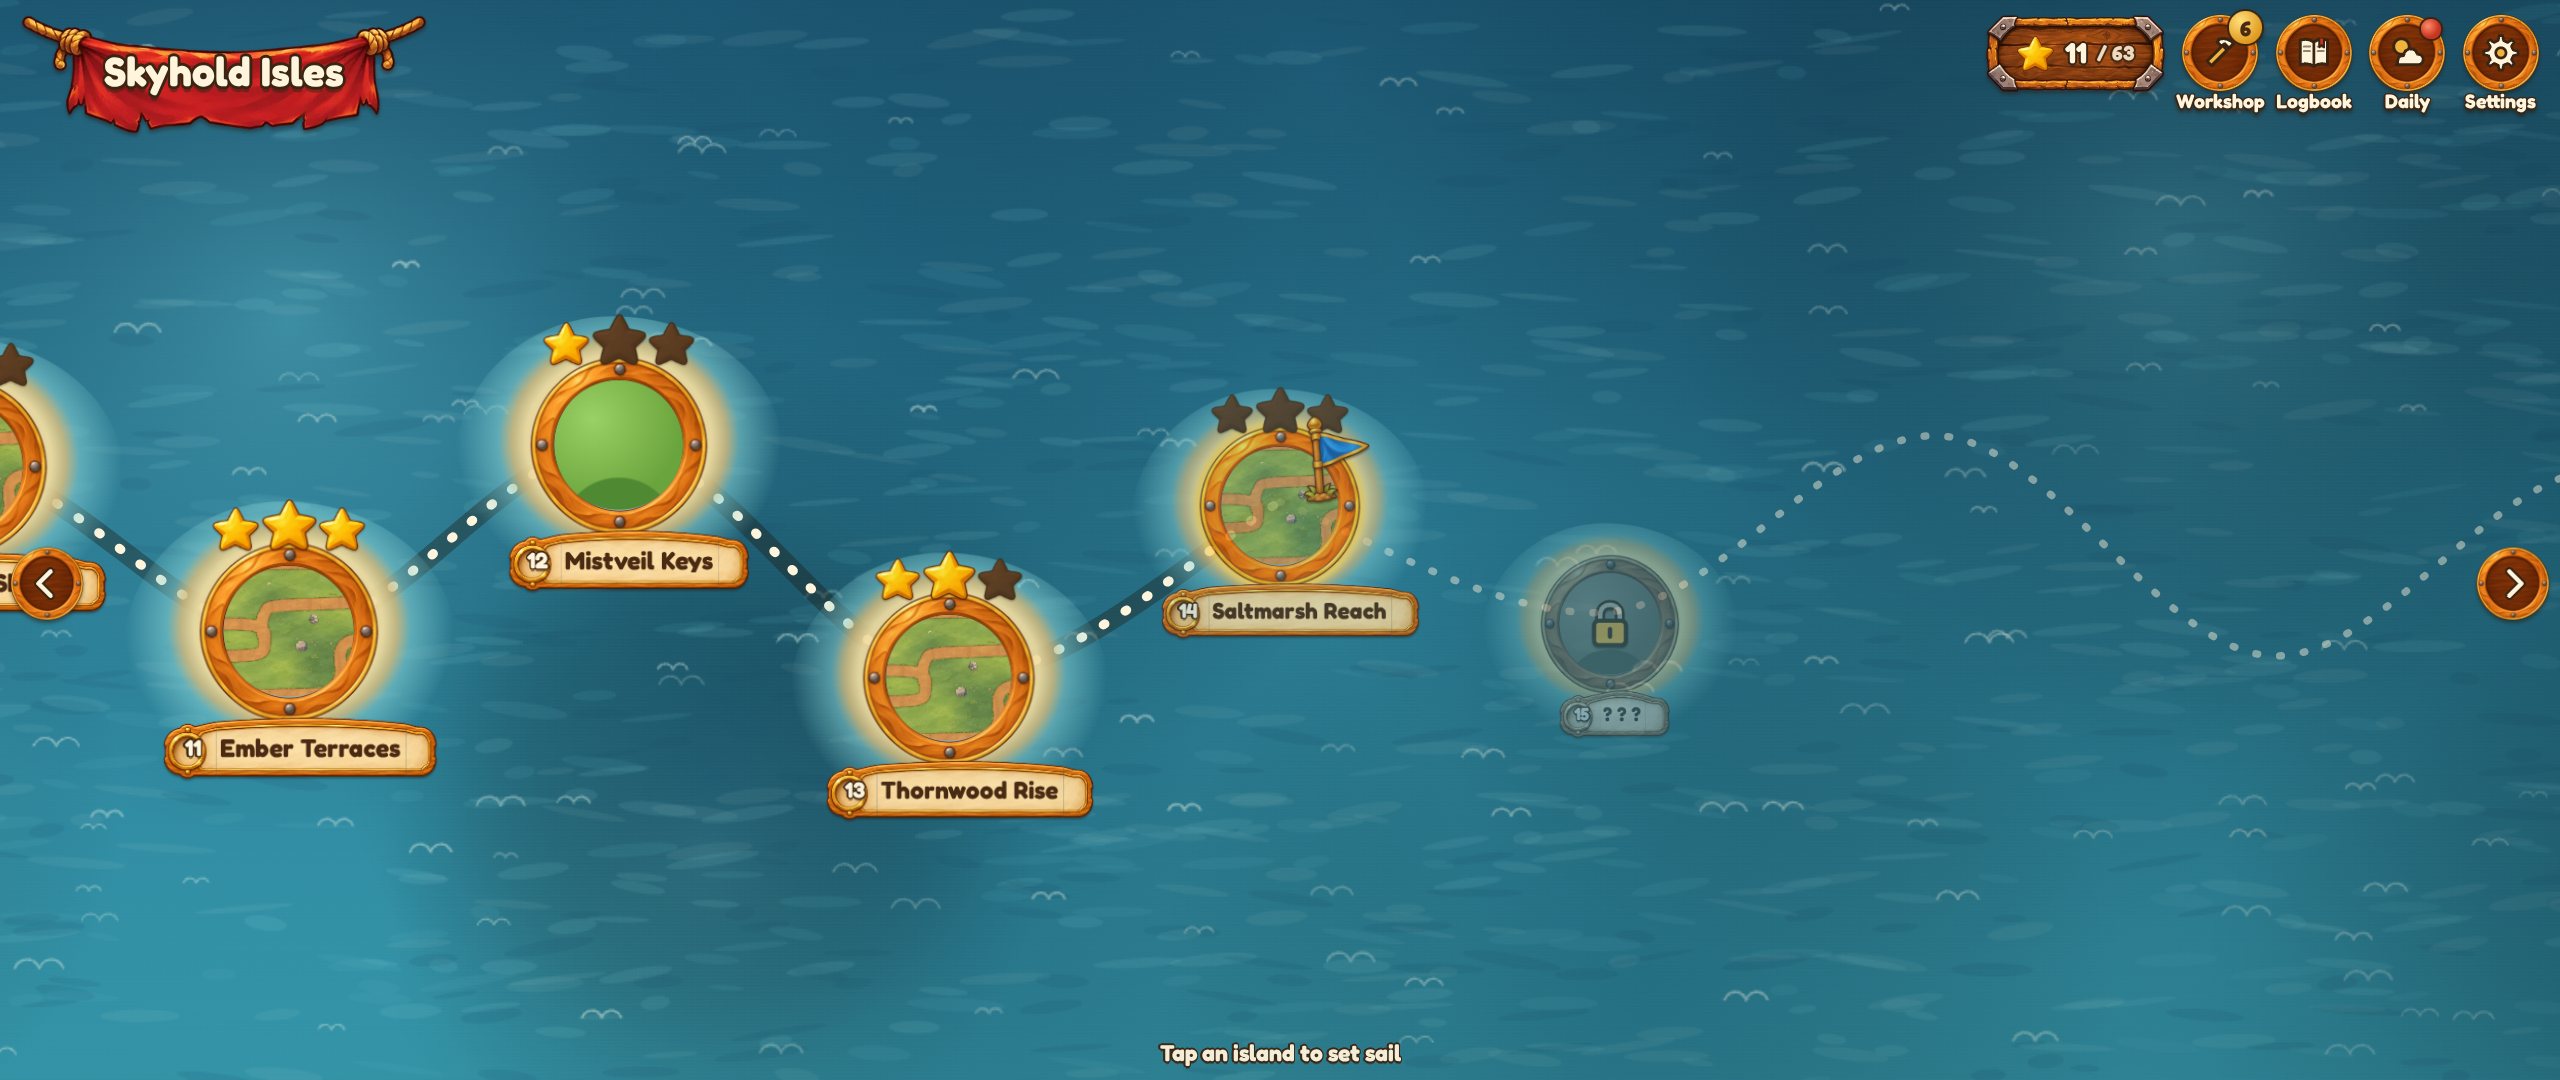 Skyhold Isles
11 / 63
6
Workshop
Logbook
Daily
Settings
12 Mistveil Keys
14 Saltmarsh Reach
15 ???
11 Ember Terraces
13 Thornwood Rise
Tap an island to set sail